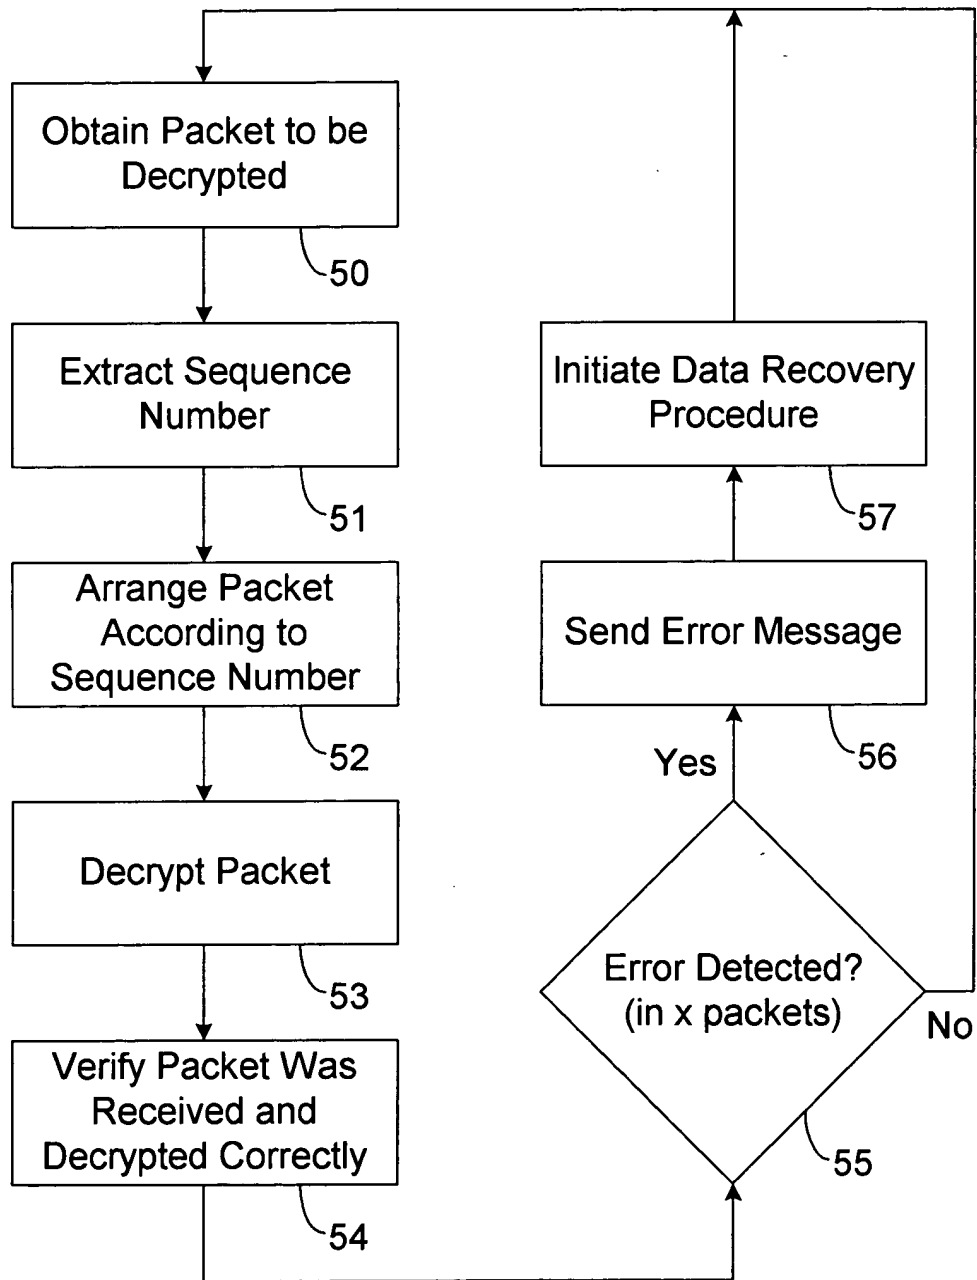 Obtain Packet to be
Decrypted
50
Extract Sequence
Number
51
Arrange Packet
According to
Sequence Number
52
Decrypt Packet
53
Verify Packet Was
Received and
Decrypted Correctly
54
Initiate Data Recovery
Procedure
57
Send Error Message
56
Yes
Error Detected?
(in x packets)
No
55